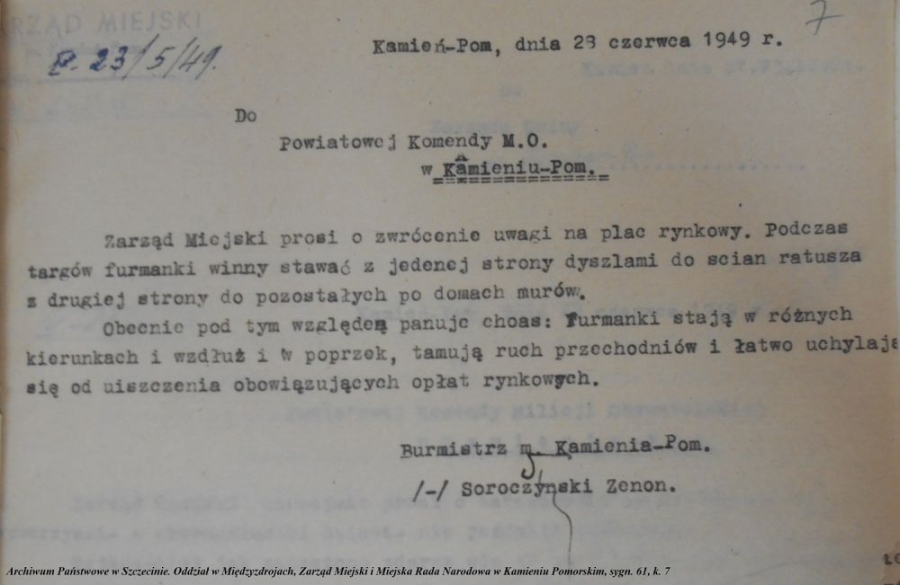 ZARZĄD MIEJSKI
7
P. 23/5/49.
Kamień-Pom, dnia 23 czerwca 1949 r.
Do
Powiatowej Komendy M.O.
w Kamieniu-Pom.
Zarząd Miejski prosi o zwrócenie uwagi na plac rynkowy. Podczas
targów furmanki winny stawać z jedenej strony dyszlami do scian ratusza
z drugiej strony do pozostałych po domach murów.
Obecnie pod tym względem panuje choas: furmanki stają w różnych
kierunkach i wzdłuż i w poprzek, tamują ruch przechodniów i łatwo uchylają
się od uiszczenia obowiązujących opłat rynkowych.
Burmistrz m. Kamienia-Pom.
/-/ Soroczyński Zenon.
Archiwum Państwowe w Szczecinie. Oddział w Międzyzdrojach, Zarząd Miejski i Miejska Rada Narodowa w Kamieniu Pomorskim, sygn. 61, k. 7